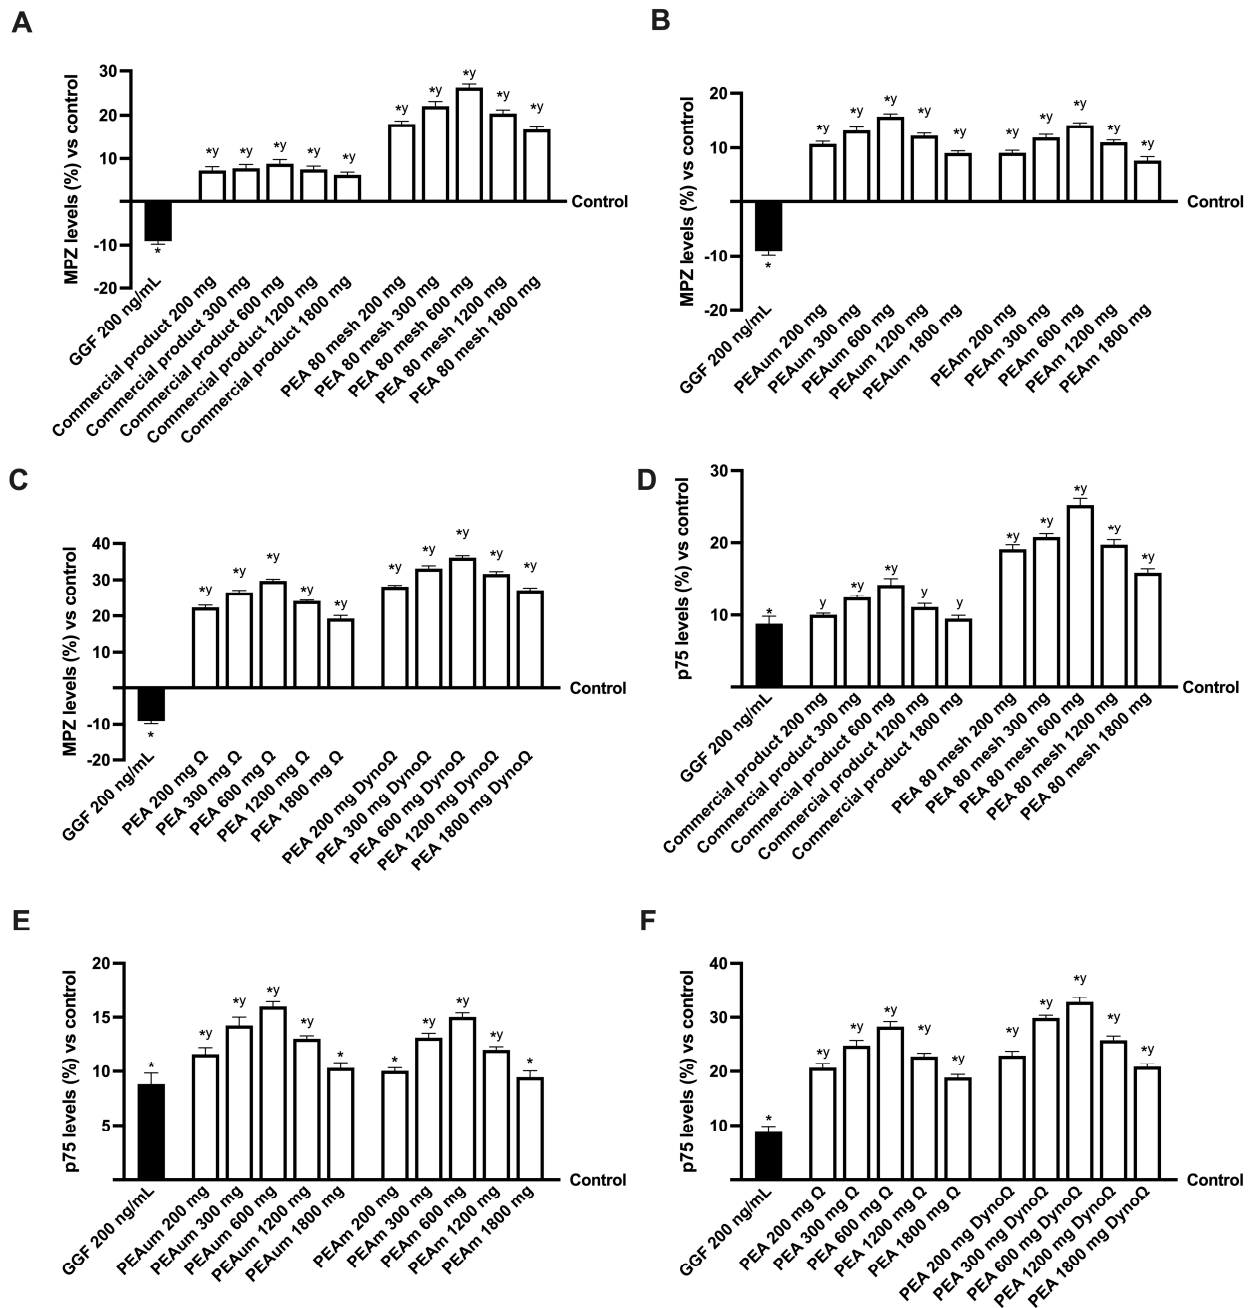 A
MPZ levels (%) vs control
30
20
10
-10
-20
*
*y
*y
*y
*y
*y
*y
*y
*y
*y
*y
Control
GGF 200 ng/mL
Commercial product 200 mg
Commercial product 300 mg
Commercial product 600 mg
Commercial product 1200 mg
Commercial product 1800 mg
PEA 80 mesh 200 mg
PEA 80 mesh 300 mg
PEA 80 mesh 600 mg
PEA 80 mesh 1200 mg
PEA 80 mesh 1800 mg
B
MPZ levels (%) vs control
20
10
-10
-20
*
*y
*y
*y
*y
*y
*y
*y
*y
*y
*y
Control
GGF 200 ng/mL
PEAum 200 mg
PEAum 300 mg
PEAum 600 mg
PEAum 1200 mg
PEAum 1800 mg
PEAm 200 mg
PEAm 300 mg
PEAm 600 mg
PEAm 1200 mg
PEAm 1800 mg
C
MPZ levels (%) vs control
40
30
20
10
-10
-20
*
*y
*y
*y
*y
*y
*y
*y
*y
*y
*y
Control
GGF 200 ng/mL
PEA 200 mg Ω
PEA 300 mg Ω
PEA 600 mg Ω
PEA 1200 mg Ω
PEA 1800 mg Ω
PEA 200 mg DynoΩ
PEA 300 mg DynoΩ
PEA 600 mg DynoΩ
PEA 1200 mg DynoΩ
PEA 1800 mg DynoΩ
D
p75 levels (%) vs control
30
20
10
*
y
*y
*y
y
y
*y
*y
*y
*y
*y
Control
GGF 200 ng/mL
Commercial product 200 mg
Commercial product 300 mg
Commercial product 600 mg
Commercial product 1200 mg
Commercial product 1800 mg
PEA 80 mesh 200 mg
PEA 80 mesh 300 mg
PEA 80 mesh 600 mg
PEA 80 mesh 1200 mg
PEA 80 mesh 1800 mg
E
p75 levels (%) vs control
20
15
10
5
*
*y
*y
*y
*y
*
*
*y
*y
*y
*
Control
GGF 200 ng/mL
PEAum 200 mg
PEAum 300 mg
PEAum 600 mg
PEAum 1200 mg
PEAum 1800 mg
PEAm 200 mg
PEAm 300 mg
PEAm 600 mg
PEAm 1200 mg
PEAm 1800 mg
F
p75 levels (%) vs control
40
30
20
10
*
*y
*y
*y
*y
*y
*y
*y
*y
*y
*y
Control
GGF 200 ng/mL
PEA 200 mg Ω
PEA 300 mg Ω
PEA 600 mg Ω
PEA 1200 mg Ω
PEA 1800 mg Ω
PEA 200 mg DynoΩ
PEA 300 mg DynoΩ
PEA 600 mg DynoΩ
PEA 1200 mg DynoΩ
PEA 1800 mg DynoΩ